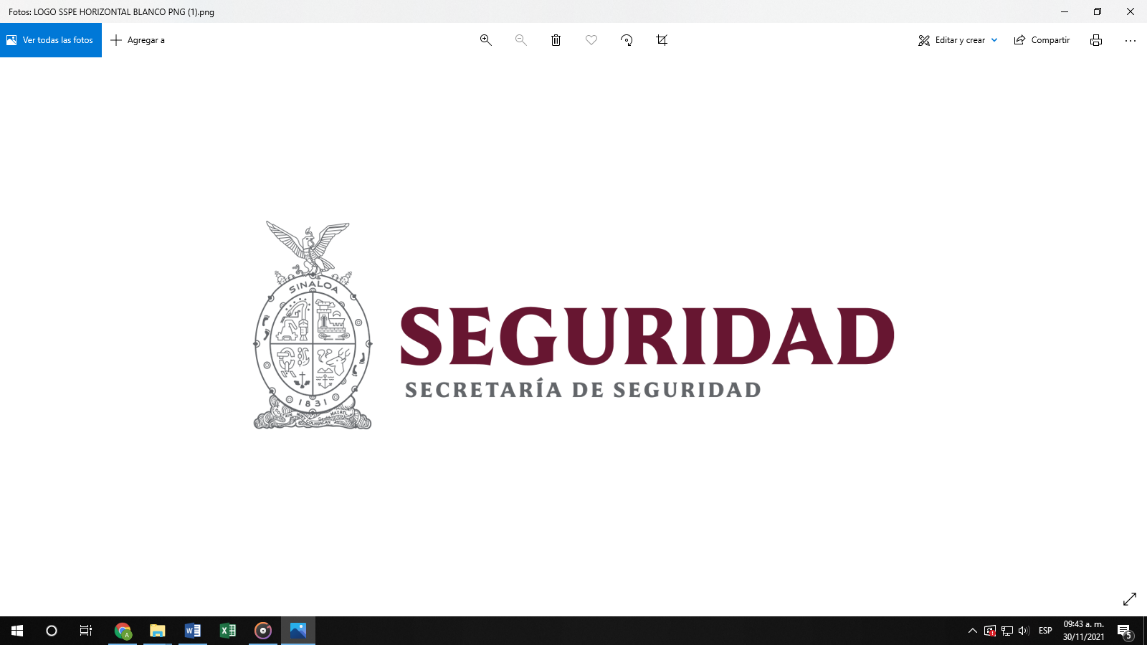 Fotos: LOGO SSPE HORIZONTAL BLANCO PNG (1).png
Ver todas las fotos
Agregar a
Editar y crear
Compartir
SINALOA
1831
SEGURIDAD
SECRETARÍA DE SEGURIDAD
ESP
09:43 a. m.
30/11/2021
5